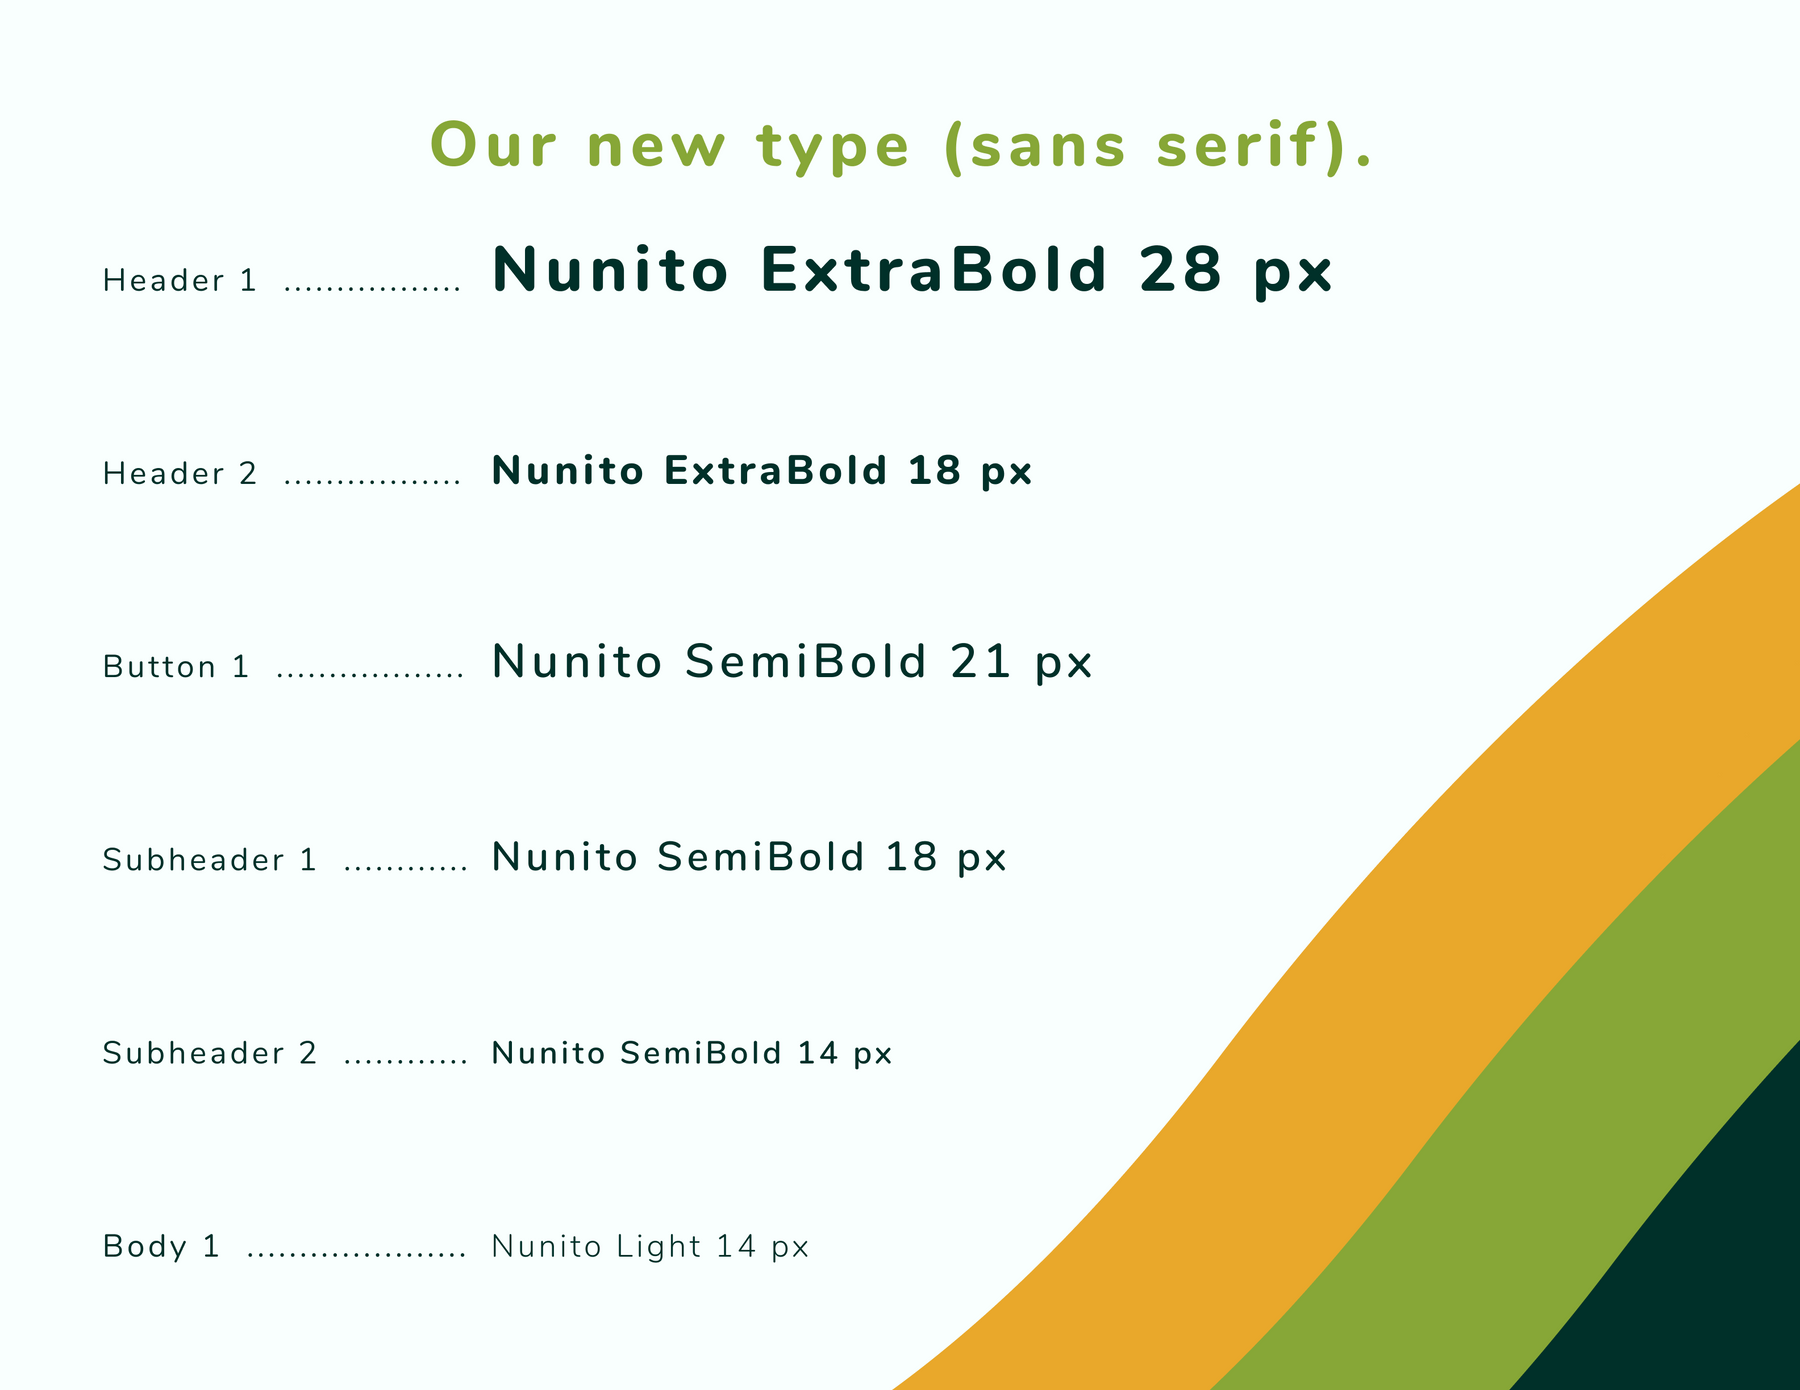 Our new type (sans serif).
Header 1 ................. Nunito ExtraBold 28 px
Header 2 ................. Nunito ExtraBold 18 px
Button 1 .................. Nunito SemiBold 21 px
Subheader 1 ............ Nunito SemiBold 18 px
Subheader 2 ............ Nunito SemiBold 14 px
Body 1 ..................... Nunito Light 14 px